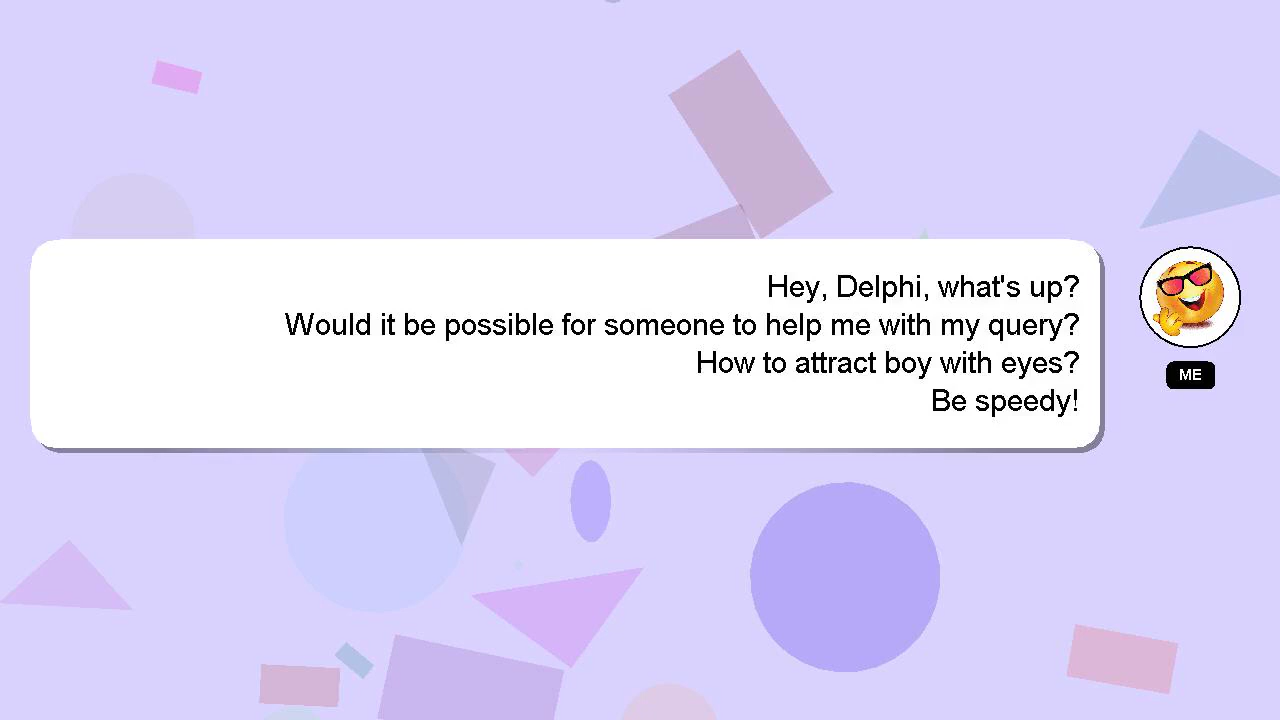 Hey, Delphi, what's up?
Would it be possible for someone to help me with my query?
How to attract boy with eyes?
Be speedy!
ME